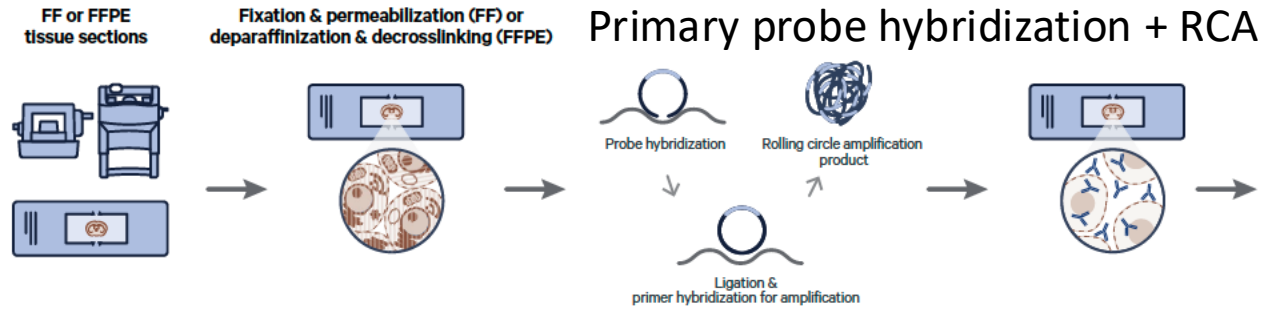 FF or FFPE
tissue sections
Fixation & permeabilization (FF) or
deparaffinization & decrosslinking (FFPE)
Primary probe hybridization + RCA
Probe hybridization
Rolling circle amplification
product
Ligation &
primer hybridization for amplification